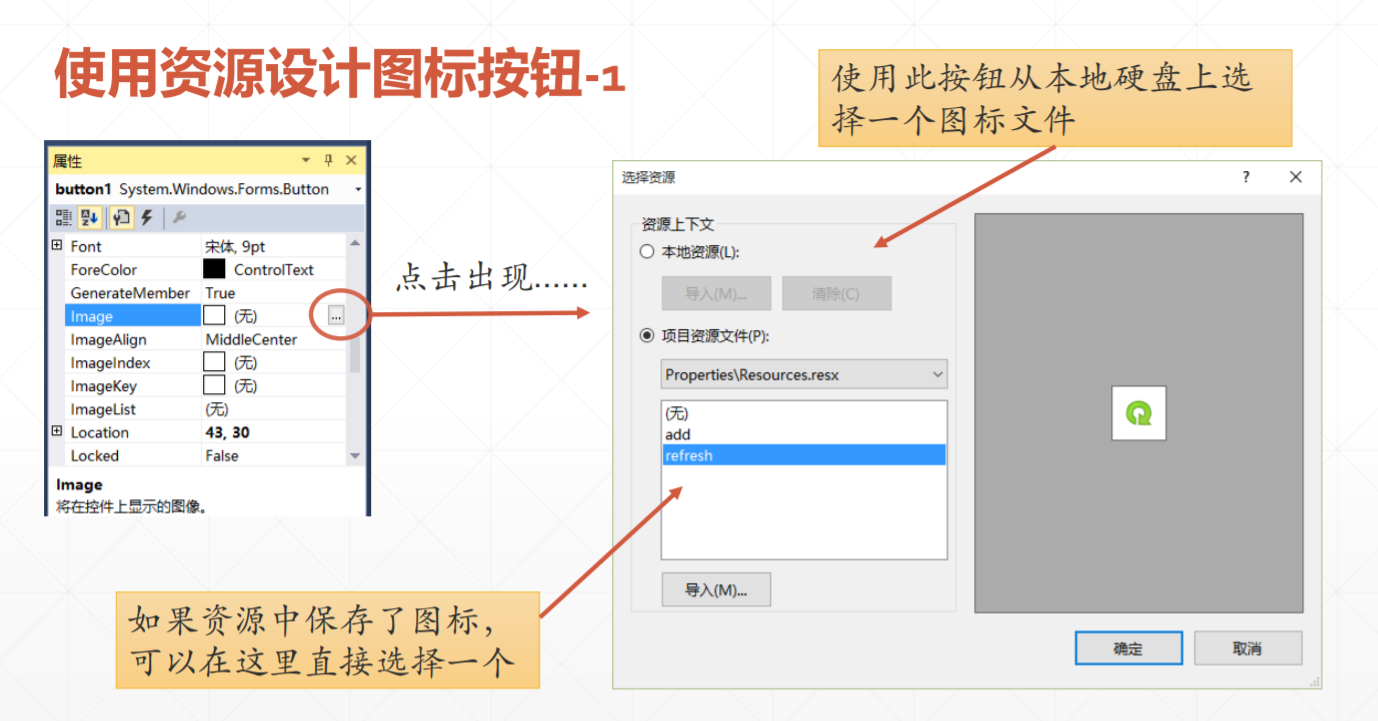 使用资源设计图标按钮-1
使用此按钮从本地硬盘上选
择一个图标文件
属性
button1 System.Windows.Forms.Button
Font 宋体, 9pt
ForeColor ControlText
GenerateMember True
Image (无) ...
ImageAlign MiddleCenter
ImageIndex (无)
ImageKey (无)
ImageList (无)
Location 43, 30
Locked False
Image
将在控件上显示的图像。
点击出现……
选择资源 ?
资源上下文
本地资源(L):
导入(M)... 清除(C)
项目资源文件(P):
Properties\Resources.resx
(无)
add
refresh
导入(M)...
确定 取消
如果资源中保存了图标，
可以在这里直接选择一个